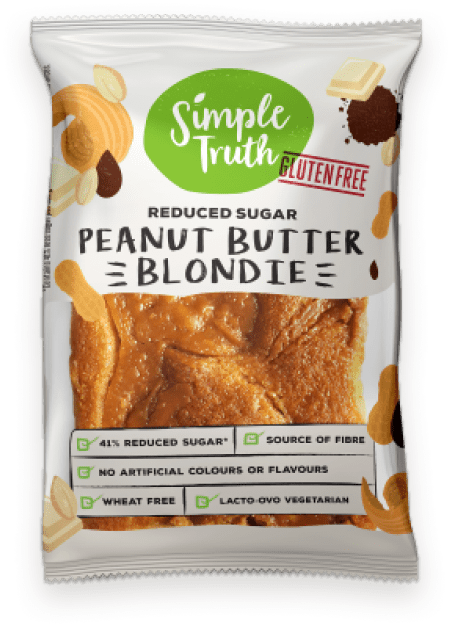 Simple
Truth
GLUTEN FREE
REDUCED SUGAR
PEANUT BUTTER
BLONDIE
41% REDUCED SUGAR*
SOURCE OF FIBRE
NO ARTIFICIAL COLOURS OR FLAVOURS
WHEAT FREE
LACTO-OVO VEGETARIAN